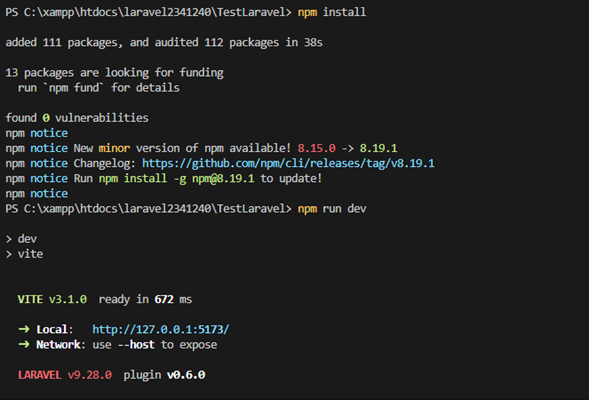 PS C:\xampp\htdocs\laravel2341240\TestLaravel> npm install
added 111 packages, and audited 112 packages in 38s
13 packages are looking for funding
run `npm fund` for details
found 0 vulnerabilities
npm notice
npm notice New minor version of npm available! 8.15.0 -> 8.19.1
npm notice Changelog: https://github.com/npm/cli/releases/tag/v8.19.1
npm notice Run npm install -g npm@8.19.1 to update!
npm notice
PS C:\xampp\htdocs\laravel2341240\TestLaravel> npm run dev
> dev
> vite
VITE v3.1.0 ready in 672 ms
➜ Local: http://127.0.0.1:5173/
➜ Network: use --host to expose
LARAVEL v9.28.0 plugin v0.6.0